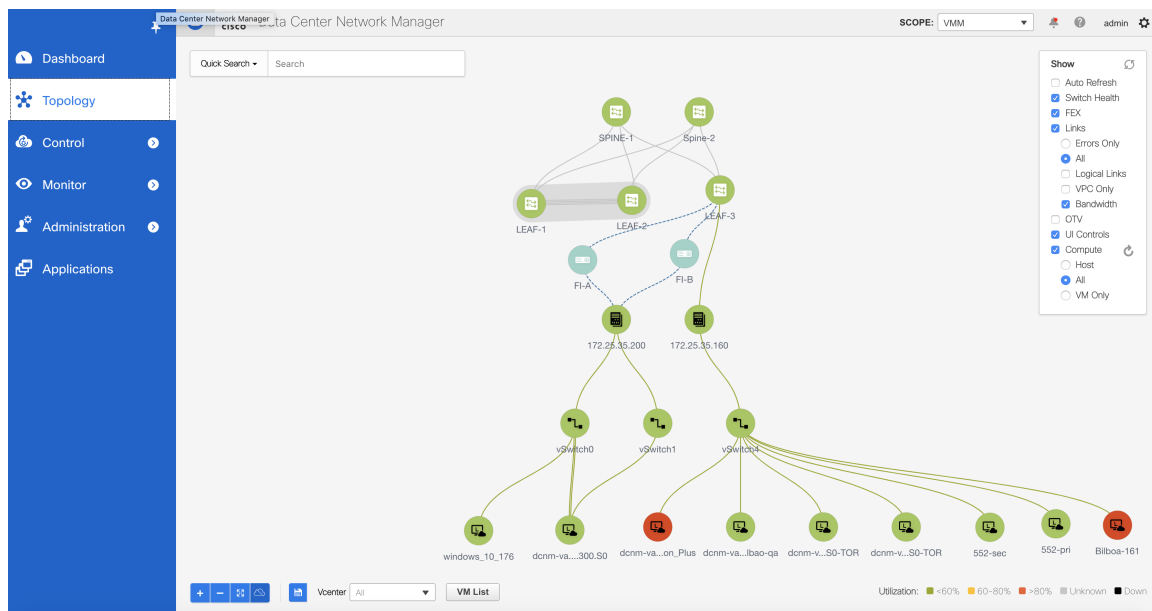 Data Center Network Manager
cisco Data Center Network Manager
SCOPE: VMM
admin
Dashboard
Topology
Control
Monitor
Administration
Applications
Quick Search
Search
Show
Auto Refresh
Switch Health
FEX
Links
Errors Only
All
Logical Links
VPC Only
Bandwidth
OTV
UI Controls
Compute
Host
All
VM Only
SPINE-1
Spine-2
LEAF-1
LEAF-2
LEAF-3
FI-A
FI-B
172.25.35.200
172.25.35.160
vSwitch0
vSwitch1
vSwitch4
windows_10_176
dcnm-va....300.S0
dcnm-va...on_Plus
dcnm-va...lbao-qa
dcnm-v...S0-TOR
dcnm-v...S0-TOR
552-sec
552-pri
Bilboa-161
Vcenter All
VM List
Utilization: <60% 60-80% >80% Unknown Down